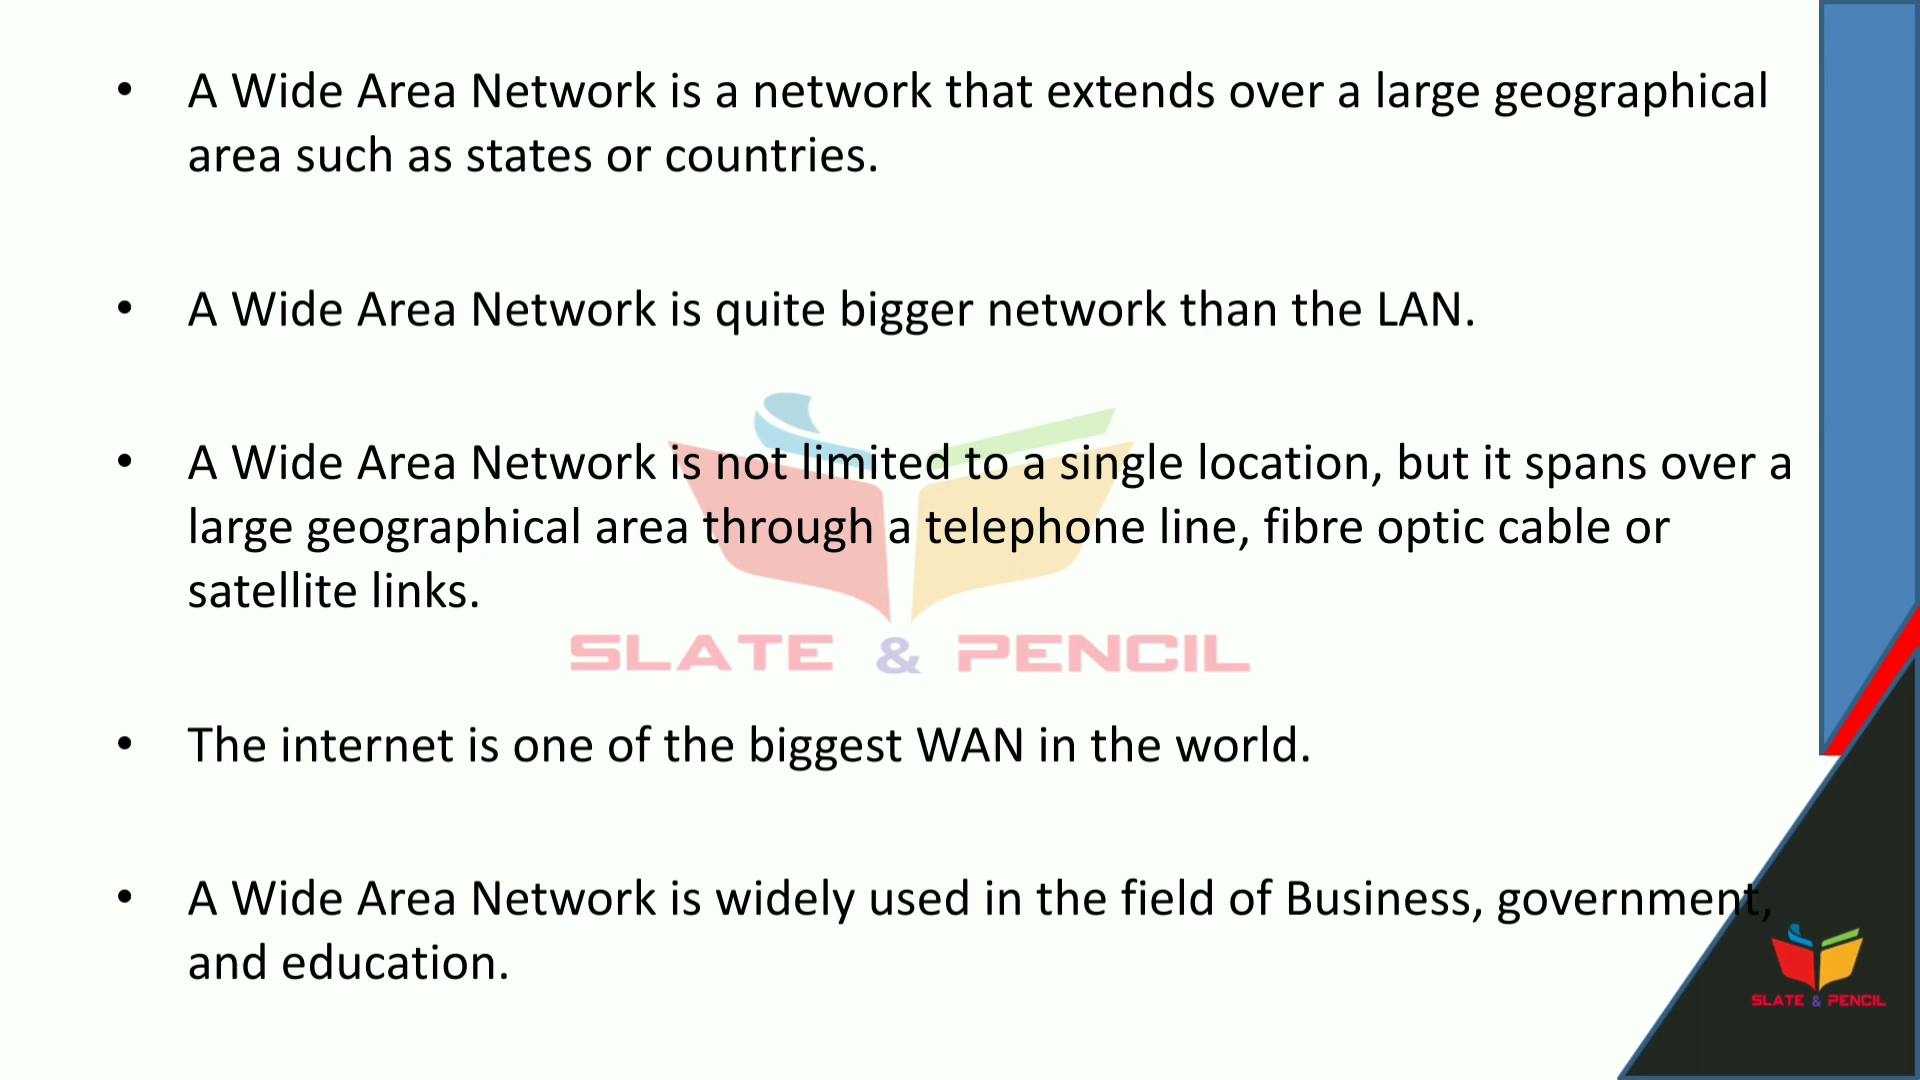 • A Wide Area Network is a network that extends over a large geographical
area such as states or countries.
• A Wide Area Network is quite bigger network than the LAN.
• A Wide Area Network is not limited to a single location, but it spans over a
large geographical area through a telephone line, fibre optic cable or
satellite links.
SLATE & PENCIL
• The internet is one of the biggest WAN in the world.
• A Wide Area Network is widely used in the field of Business, government,
and education.
SLATE & PENCIL